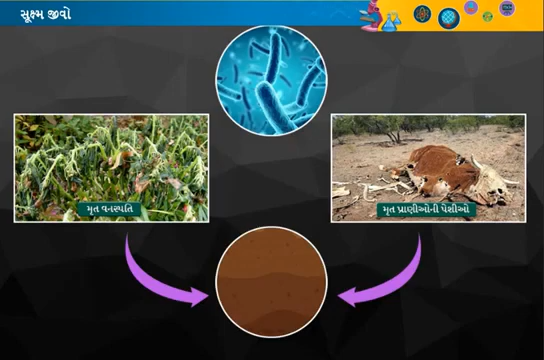 સૂક્ષ્મ જીવો
મૃત વનસ્પતિ
મૃત પ્રાણીઓની પેશીઓ